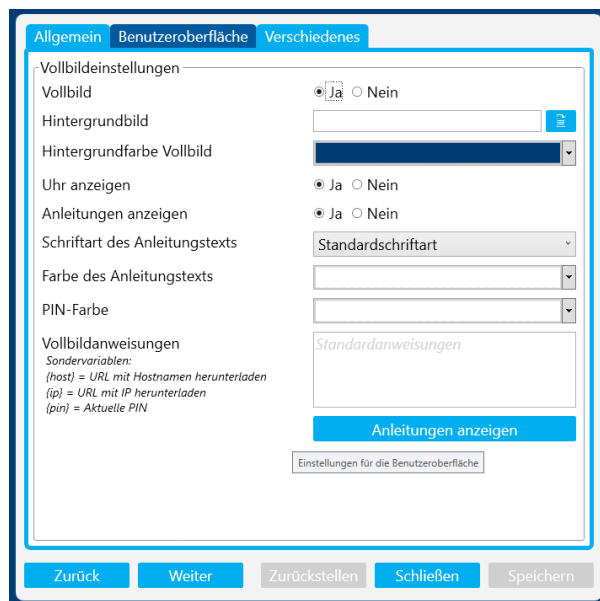 Allgemein Benutzeroberfläche Verschiedenes
Vollbildeinstellungen
Vollbild Ja Nein
Hintergrundbild
Hintergrundfarbe Vollbild
Uhr anzeigen Ja Nein
Anleitungen anzeigen Ja Nein
Schriftart des Anleitungstexts Standardschriftart
Farbe des Anleitungstexts
PIN-Farbe
Vollbildanweisungen Standardanweisungen
Sondervariablen:
{host} = URL mit Hostnamen herunterladen
{ip} = URL mit IP herunterladen
{pin} = Aktuelle PIN
Anleitungen anzeigen
Einstellungen für die Benutzeroberfläche
Zurück Weiter Zurückstellen Schließen Speichern